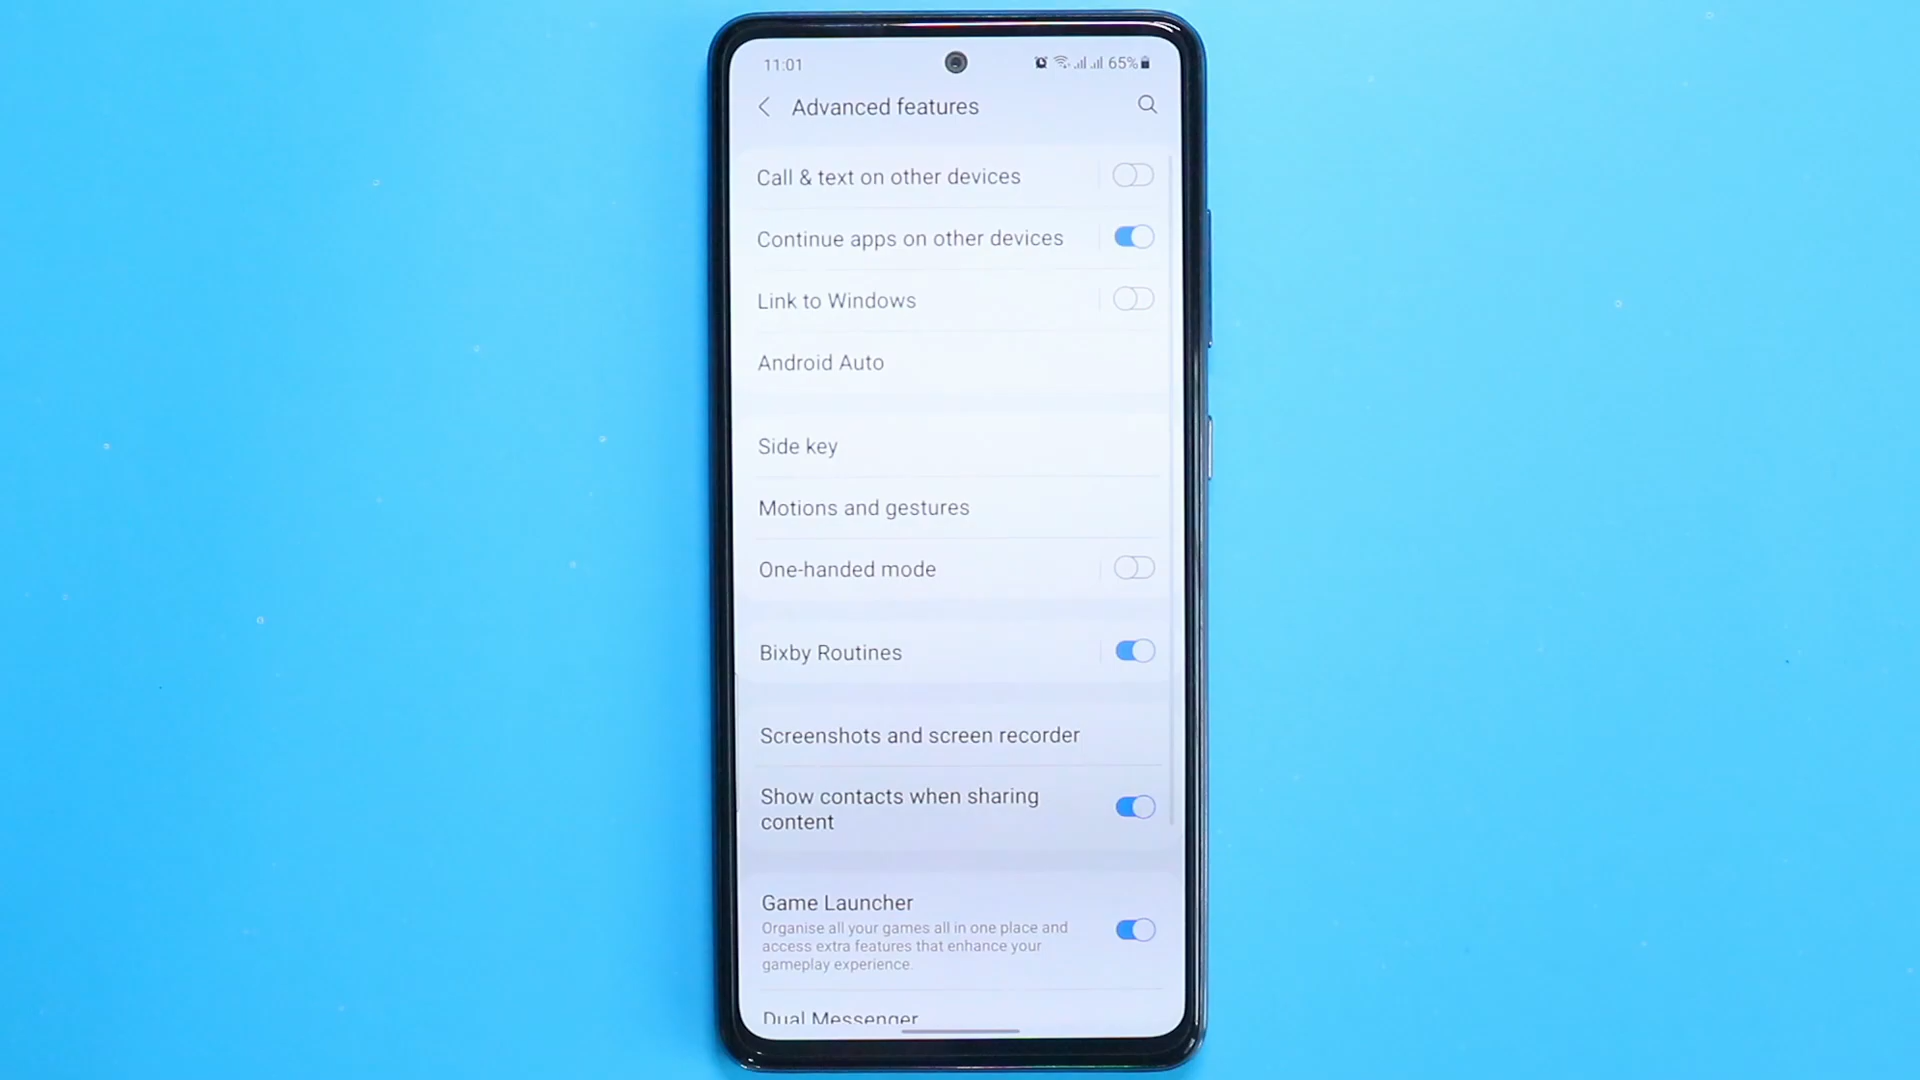 11:01
65%
Advanced features
Call & text on other devices
Continue apps on other devices
Link to Windows
Android Auto
Side key
Motions and gestures
One-handed mode
Bixby Routines
Screenshots and screen recorder
Show contacts when sharing
content
Game Launcher
Organise all your games all in one place and
access extra features that enhance your
gameplay experience.
Dual Messenger